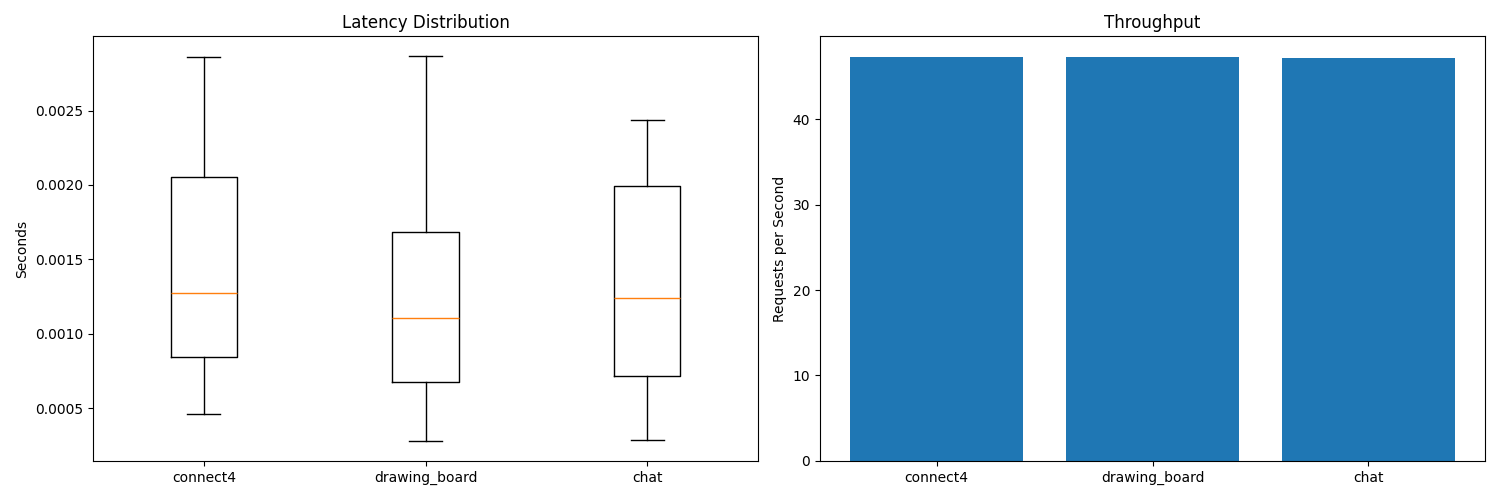 Latency Distribution
Seconds
0.0025
0.0020
0.0015
0.0010
0.0005
connect4 drawing_board chat
Throughput
Requests per Second
40
30
20
10
0
connect4 drawing_board chat